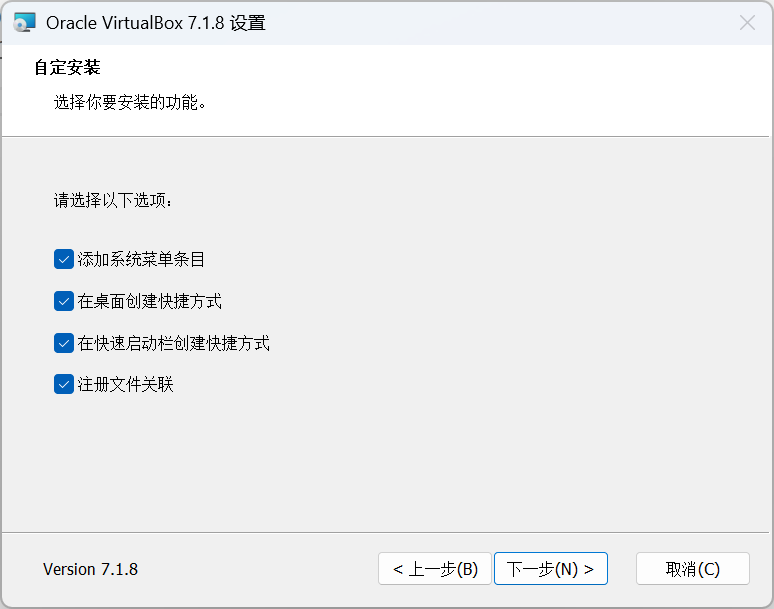 Oracle VirtualBox 7.1.8 设置
自定安装
选择你要安装的功能。
请选择以下选项：
添加系统菜单条目
在桌面创建快捷方式
在快速启动栏创建快捷方式
注册文件关联
Version 7.1.8
< 上一步(B)
下一步(N) >
取消(C)